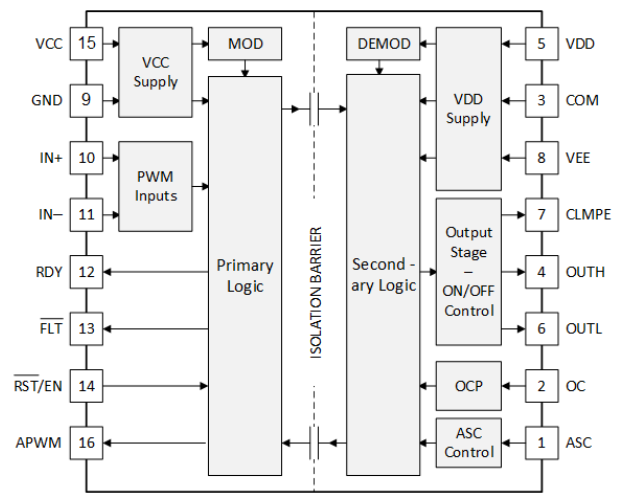 VCC 15 MOD DEMOD 5 VDD
VCC
Supply
VDD
Supply
GND 9 3 COM
IN+ 10 8 VEE
PWM
Inputs
IN– 11 7 CLMPE
Output
Stage
–
ON/OFF
Control
RDY 12 4 OUTH
Primary
Logic
ISOLATION BARRIER
Second -
ary Logic
FLT 13 6 OUTL
RST/EN 14 OCP 2 OC
APWM 16 1 ASC
ASC
Control